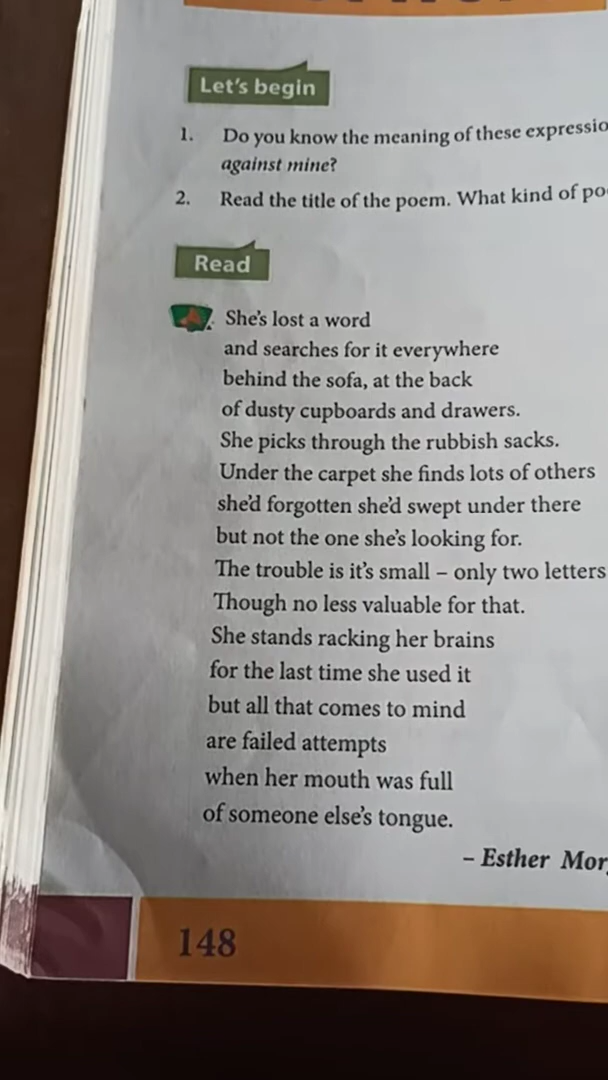 Let's begin
1. Do you know the meaning of these
against mine?
2. Read the title of the poem. What kind of
Read
She's lost a word
and searches for it everywhere
behind the sofa, at the back
of dusty cupboards and drawers.
She picks through the rubbish sacks.
Under the carpet she finds lots of others
she'd forgotten she'd swept under there
but not the one she's looking for.
The trouble is it's small – only two letters
Though no less valuable for that.
She stands racking her brains
for the last time she used it
but all that comes to mind
are failed attempts
when her mouth was full
of someone else's tongue.
– Esther
148